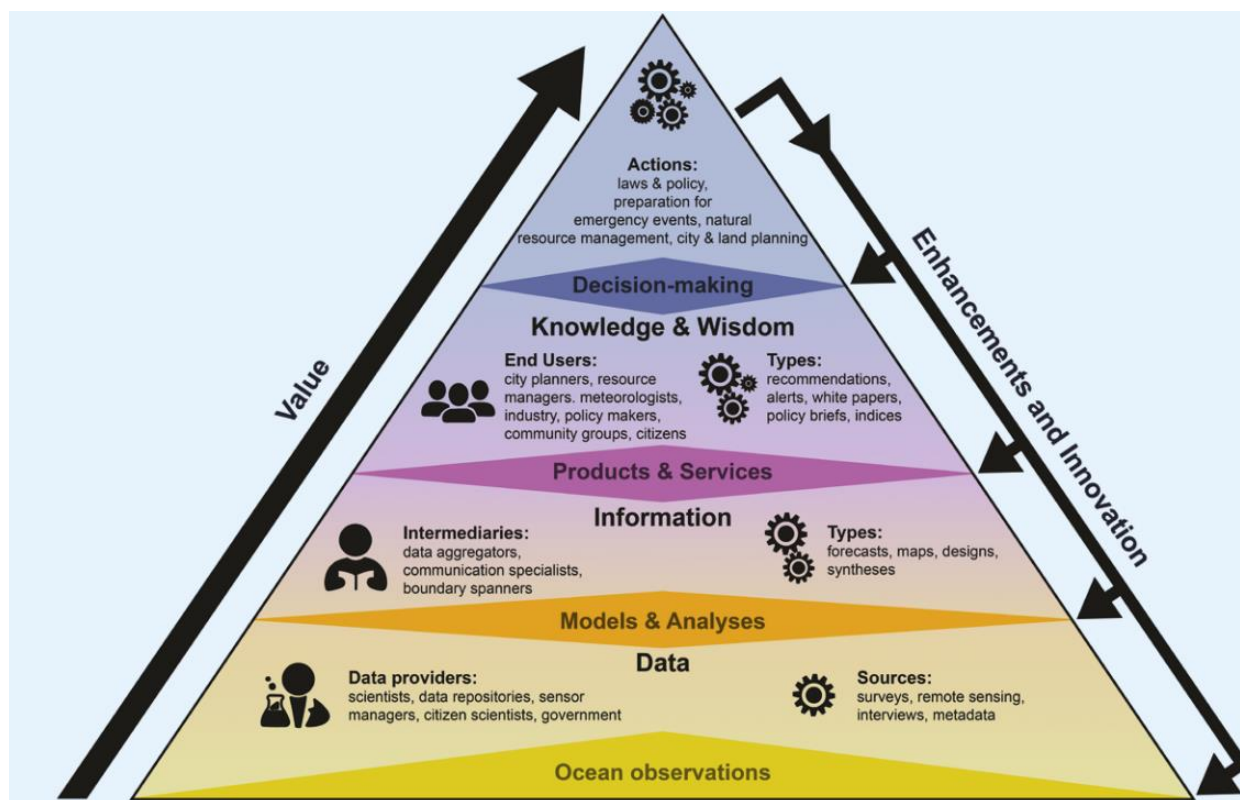 Actions:
laws & policy,
preparation for
emergency events, natural
resource management, city & land planning
Decision-making
Knowledge & Wisdom
End Users:
city planners, resource
managers. meteorologists,
industry, policy makers,
community groups, citizens
Types:
recommendations,
alerts, white papers,
policy briefs, indices
Products & Services
Information
Intermediaries:
data aggregators,
communication specialists,
boundary spanners
Types:
forecasts, maps, designs,
syntheses
Models & Analyses
Data
Data providers:
scientists, data repositories, sensor
managers, citizen scientists, government
Sources:
surveys, remote sensing,
interviews, metadata
Ocean observations
Value
Enhancements and Innovation